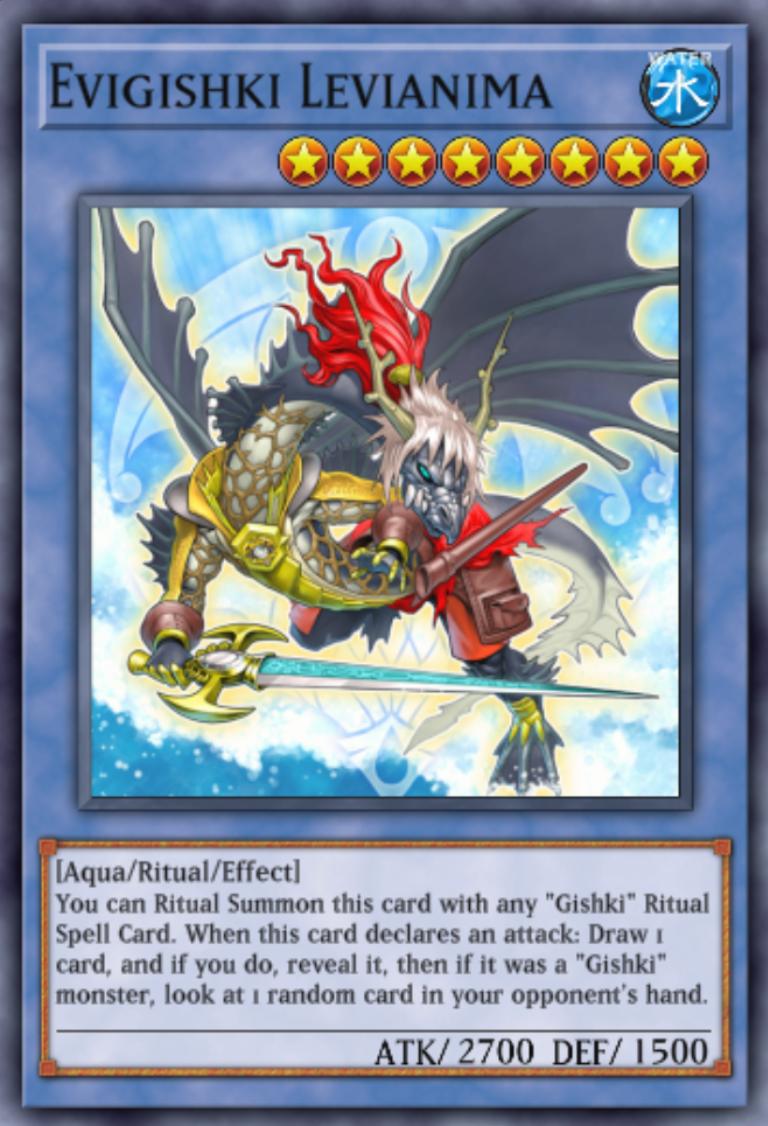 Evigishki Levianima
WATER
水
[Aqua/Ritual/Effect]
You can Ritual Summon this card with any "Gishki" Ritual
Spell Card. When this card declares an attack: Draw 1
card, and if you do, reveal it, then if it was a "Gishki"
monster, look at 1 random card in your opponent's hand.
ATK/ 2700 DEF/ 1500